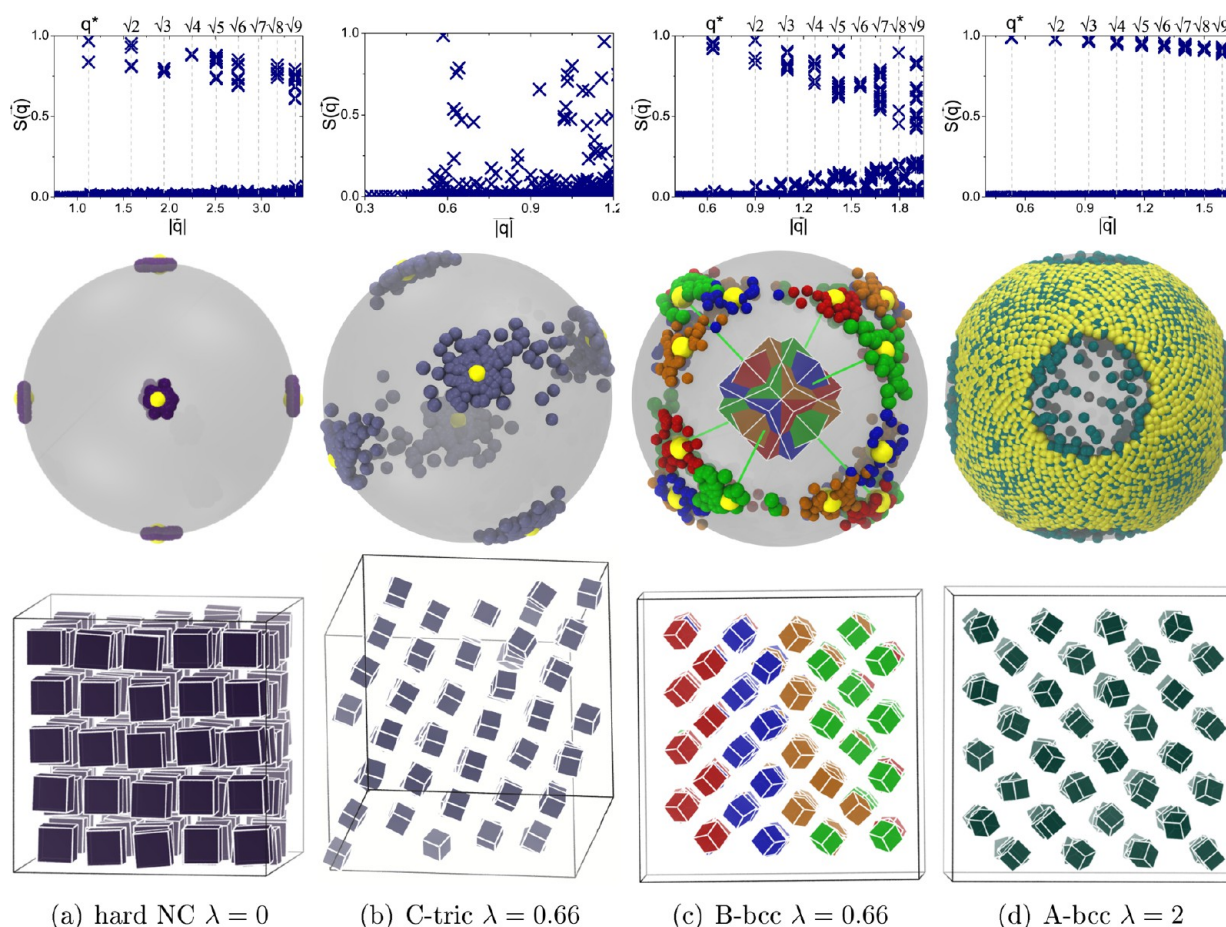 q* √2 √3 √4 √5 √6 √7 √8 √9
1.0
0.5
0.0
S(q⃗)
1.0 1.5 2.0 2.5 3.0
|q⃗|
1.0
0.5
0.0
S(q⃗)
0.3 0.6 0.9 1.2
|q⃗|
q* √2 √3 √4 √5 √6 √7 √8 √9
1.0
0.5
0.0
S(q⃗)
0.6 0.9 1.2 1.5 1.8
|q⃗|
q* √2 √3 √4 √5 √6 √7 √8 √9
1.0
0.5
0.0
S(q⃗)
0.6 0.9 1.2 1.5
|q⃗|
(a) hard NC λ = 0
(b) C-tric λ = 0.66
(c) B-bcc λ = 0.66
(d) A-bcc λ = 2